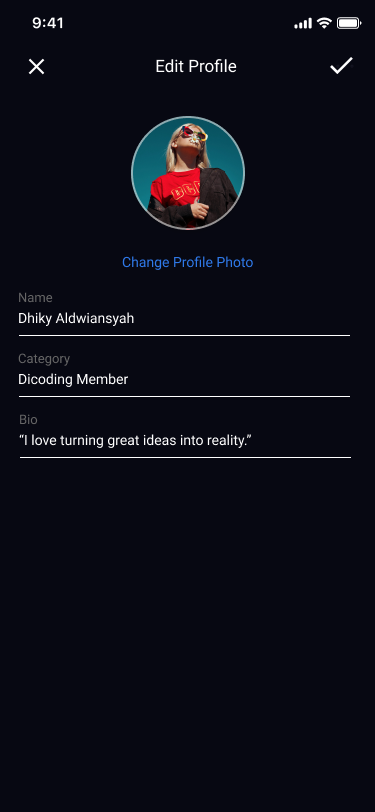 9:41
Edit Profile
Change Profile Photo
Name
Dhiky Aldwiansyah
Category
Dicoding Member
Bio
“I love turning great ideas into reality.”